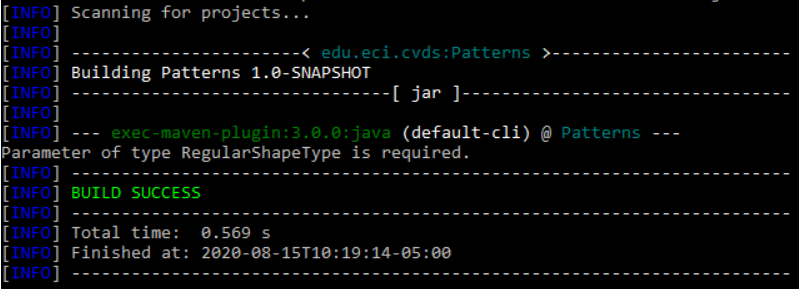 [INFO] Scanning for projects...
[INFO]
[INFO] -----------------------< edu.eci.cvds:Patterns >------------------------
[INFO] Building Patterns 1.0-SNAPSHOT
[INFO] --------------------------------[ jar ]---------------------------------
[INFO]
[INFO] --- exec-maven-plugin:3.0.0:java (default-cli) @ Patterns ---
Parameter of type RegularShapeType is required.
[INFO] ------------------------------------------------------------------------
[INFO] BUILD SUCCESS
[INFO] ------------------------------------------------------------------------
[INFO] Total time:  0.569 s
[INFO] Finished at: 2020-08-15T10:19:14-05:00
[INFO] ------------------------------------------------------------------------